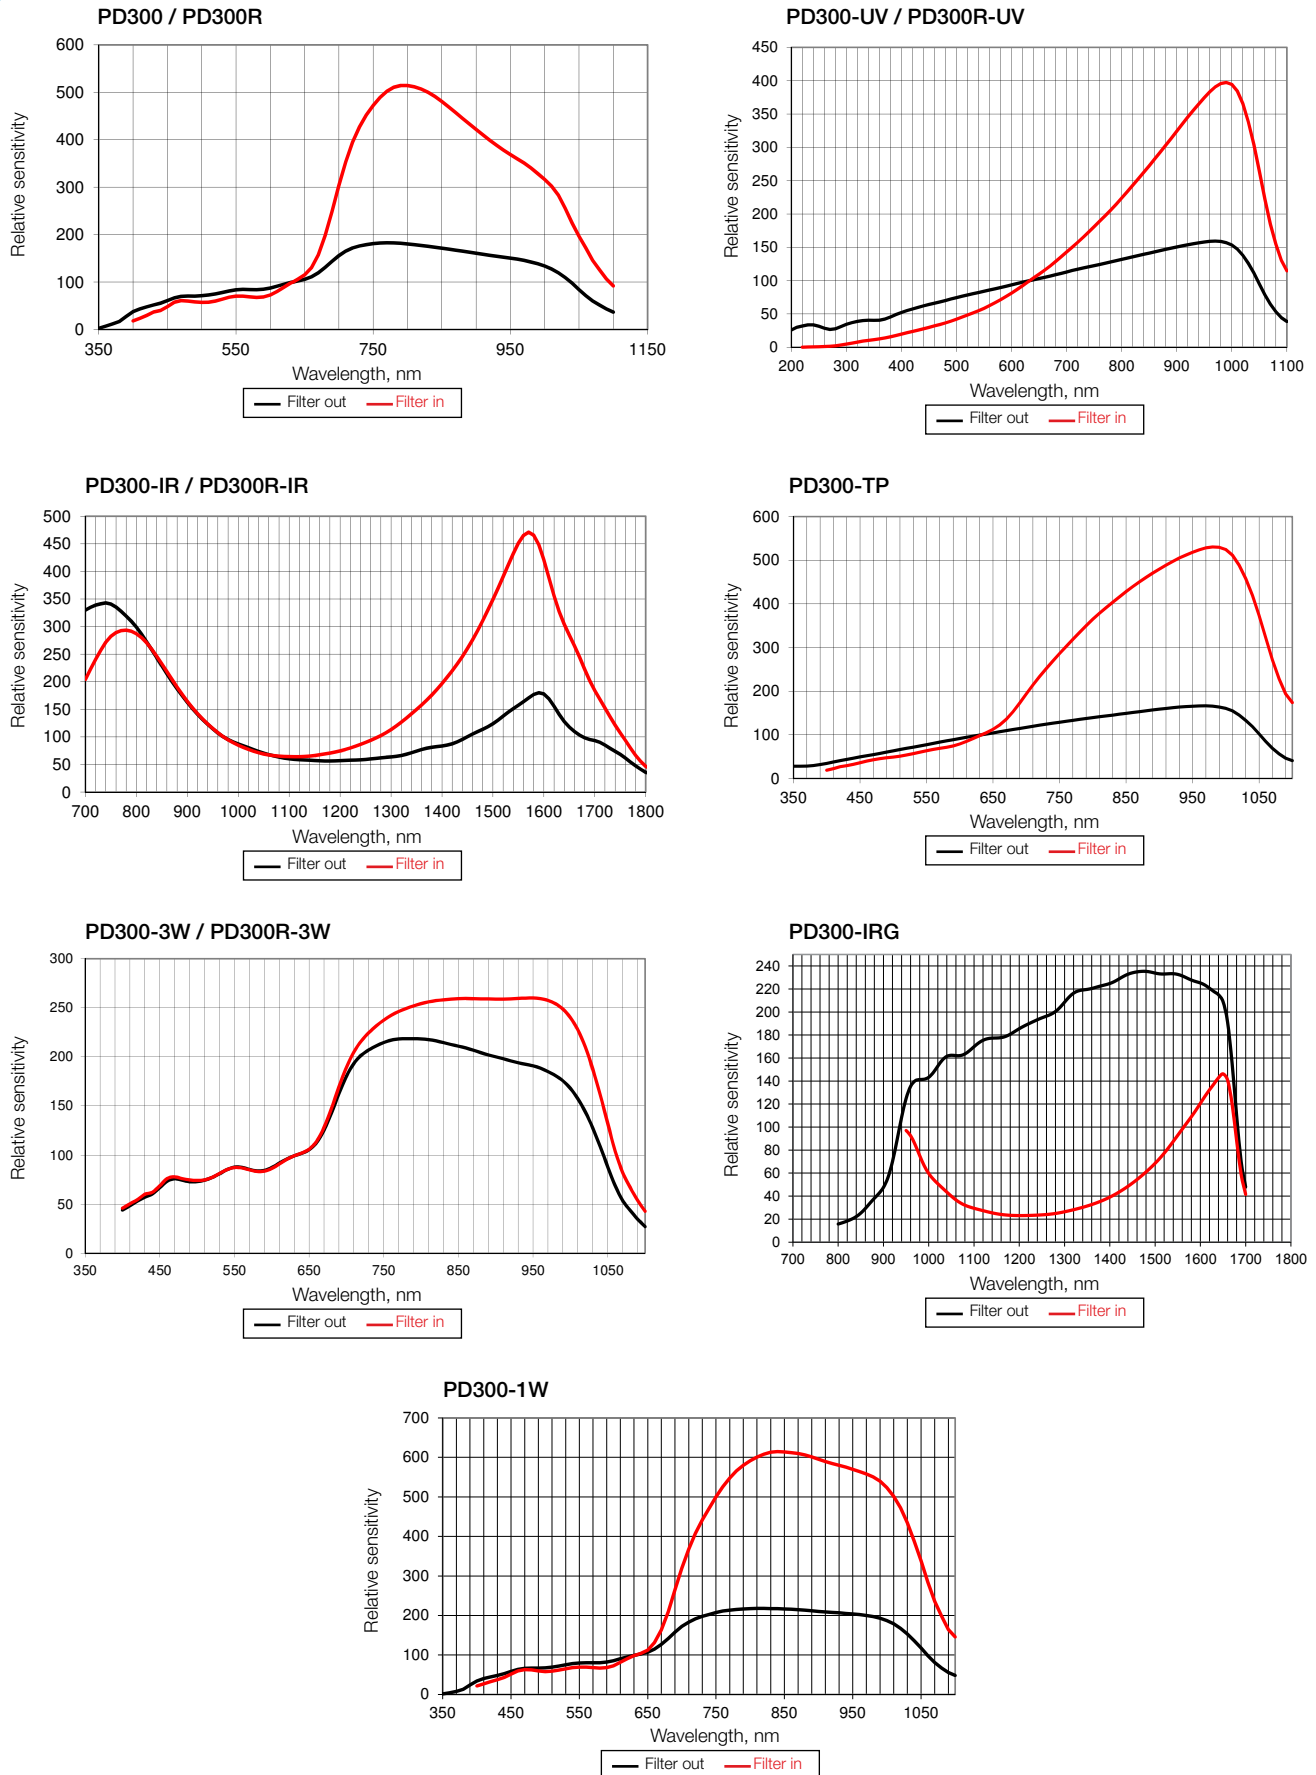 PD300 / PD300R
600
500
400
300
200
100
0
350 550 750 950 1150
Relative sensitivity
Wavelength, nm
Filter out Filter in
PD300-UV / PD300R-UV
450
400
350
300
250
200
150
100
50
0
200 300 400 500 600 700 800 900 1000 1100
Relative sensitivity
Wavelength, nm
Filter out Filter in
PD300-IR / PD300R-IR
500
450
400
350
300
250
200
150
100
50
0
700 800 900 1000 1100 1200 1300 1400 1500 1600 1700 1800
Relative sensitivity
Wavelength, nm
Filter out Filter in
PD300-TP
600
500
400
300
200
100
0
350 450 550 650 750 850 950 1050
Relative sensitivity
Wavelength, nm
Filter out Filter in
PD300-3W / PD300R-3W
300
250
200
150
100
50
0
350 450 550 650 750 850 950 1050
Relative sensitivity
Wavelength, nm
Filter out Filter in
PD300-IRG
240
220
200
180
160
140
120
100
80
60
40
20
0
700 800 900 1000 1100 1200 1300 1400 1500 1600 1700 1800
Relative sensitivity
Wavelength, nm
Filter out Filter in
PD300-1W
700
600
500
400
300
200
100
0
350 450 550 650 750 850 950 1050
Relative sensitivity
Wavelength, nm
Filter out Filter in